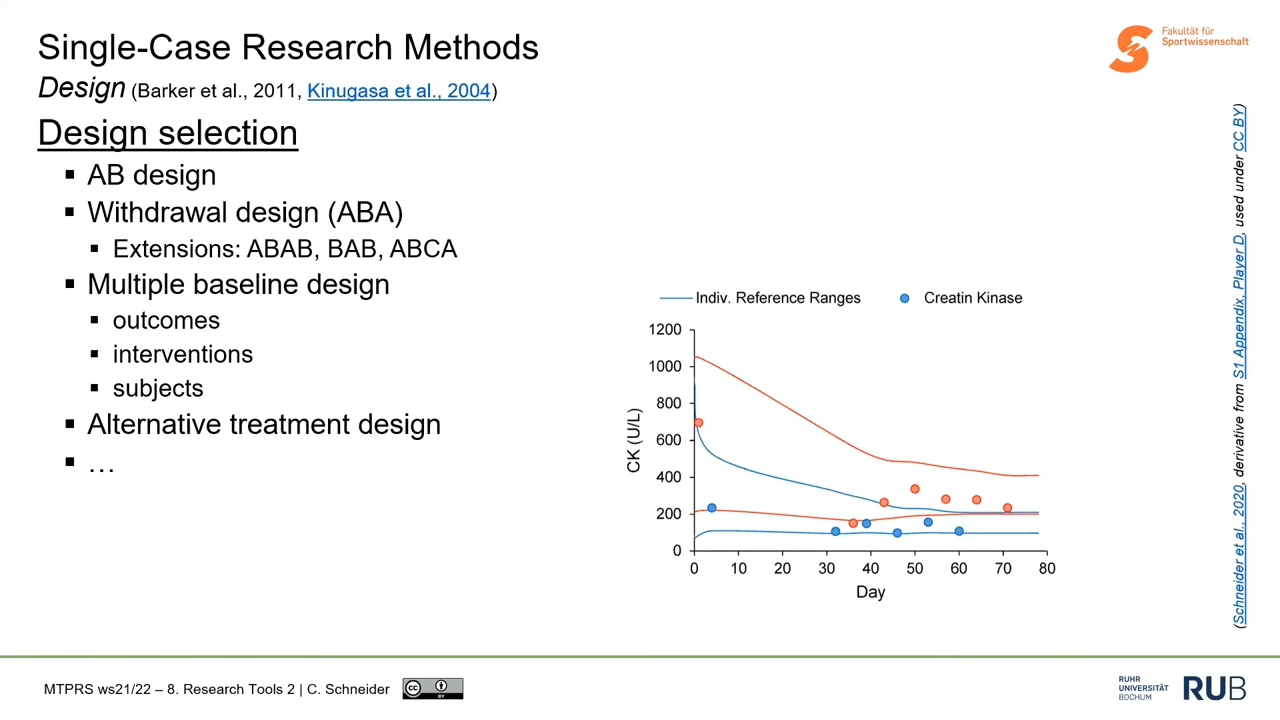 Single-Case Research Methods
Design (Barker et al., 2011, Kinugasa et al., 2004)
Design selection
▪ AB design
▪ Withdrawal design (ABA)
▪ Extensions: ABAB, BAB, ABCA
▪ Multiple baseline design
▪ outcomes
▪ interventions
▪ subjects
▪ Alternative treatment design
▪ …
Fakultät für
Sportwissenschaft
Indiv. Reference Ranges
Creatin Kinase
1200
1000
800
600
400
200
0
CK (U/L)
0 10 20 30 40 50 60 70 80
Day
(Schneider et al., 2020, derivative from S1 Appendix, Player D, used under CC BY)
MTPRS ws21/22 – 8. Research Tools 2 | C. Schneider
cc
BY
RUHR
UNIVERSITÄT
BOCHUM
RUB